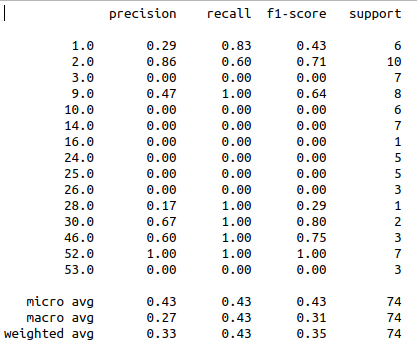 precision recall f1-score support
1.0 0.29 0.83 0.43 6
2.0 0.86 0.60 0.71 10
3.0 0.00 0.00 0.00 7
9.0 0.47 1.00 0.64 8
10.0 0.00 0.00 0.00 6
14.0 0.00 0.00 0.00 7
16.0 0.00 0.00 0.00 1
24.0 0.00 0.00 0.00 5
25.0 0.00 0.00 0.00 5
26.0 0.00 0.00 0.00 3
28.0 0.17 1.00 0.29 1
30.0 0.67 1.00 0.80 2
46.0 0.60 1.00 0.75 3
52.0 1.00 1.00 1.00 7
53.0 0.00 0.00 0.00 3
micro avg 0.43 0.43 0.43 74
macro avg 0.27 0.43 0.31 74
weighted avg 0.33 0.43 0.35 74